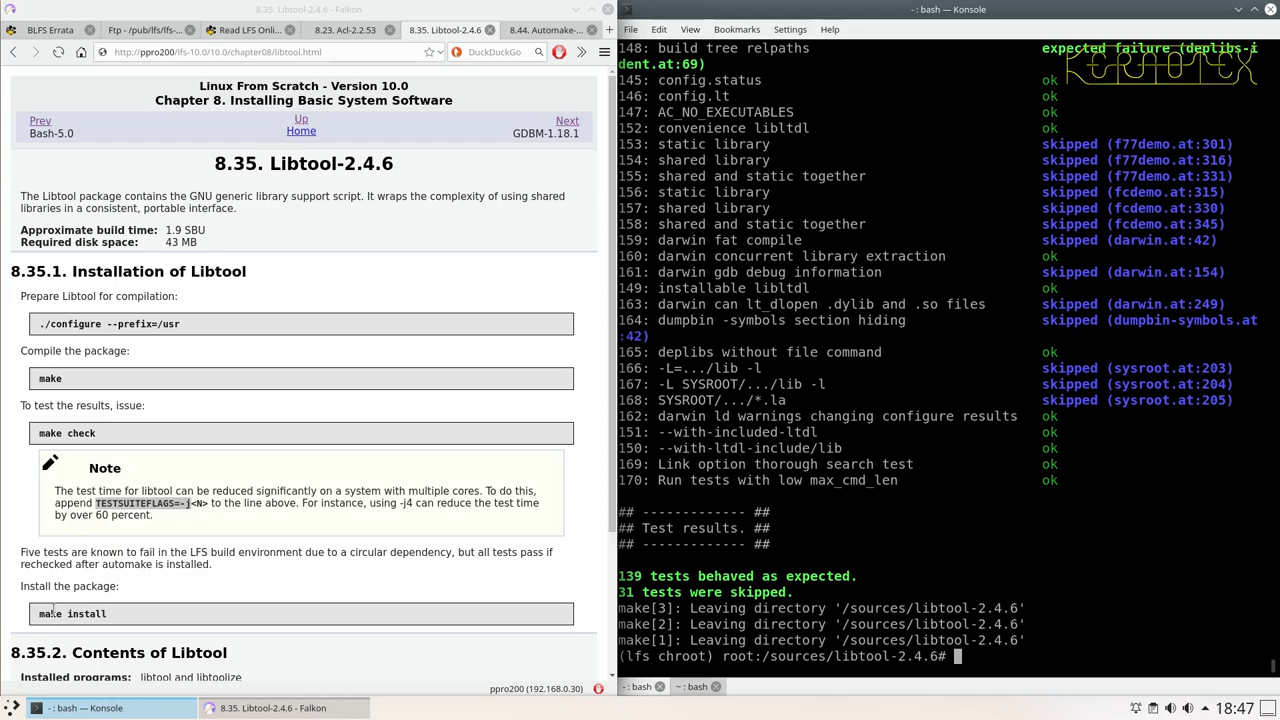 8.35. Libtool-2.4.6 - Falkon
BLFS Errata
Ftp - /pub/lfs/lfs-...
Read LFS Onli...
8.23. Acl-2.2.53
8.35. Libtool-2.4.6
8.44. Automake-...
http://ppro200/lfs-10.0/10.0/chapter08/libtool.html
DuckDuckGo
Linux From Scratch - Version 10.0
Chapter 8. Installing Basic System Software
Prev
Up
Next
Bash-5.0
Home
GDBM-1.18.1
8.35. Libtool-2.4.6
The Libtool package contains the GNU generic library support script. It wraps the complexity of using shared
libraries in a consistent, portable interface.
Approximate build time: 1.9 SBU
Required disk space: 43 MB
8.35.1. Installation of Libtool
Prepare Libtool for compilation:
./configure --prefix=/usr
Compile the package:
make
To test the results, issue:
make check
Note
The test time for libtool can be reduced significantly on a system with multiple cores. To do this,
append TESTSUITEFLAGS=-j<N> to the line above. For instance, using -j4 can reduce the test time
by over 60 percent.
Five tests are known to fail in the LFS build environment due to a circular dependency, but all tests pass if
rechecked after automake is installed.
Install the package:
make install
8.35.2. Contents of Libtool
Installed programs: libtool and libtoolize
ppro200 (192.168.0.30)
- : bash — Konsole
File Edit View Bookmarks Settings Help
148: build tree relpaths expected failure (deplibs-i
dent.at:69)
145: config.status ok
146: config.lt ok
147: AC_NO_EXECUTABLES ok
152: convenience libltdl ok
153: static library skipped (f77demo.at:301)
154: shared library skipped (f77demo.at:316)
155: shared and static together skipped (f77demo.at:331)
156: static library skipped (fcdemo.at:315)
157: shared library skipped (fcdemo.at:330)
158: shared and static together skipped (fcdemo.at:345)
159: darwin fat compile skipped (darwin.at:42)
160: darwin concurrent library extraction ok
161: darwin gdb debug information skipped (darwin.at:154)
149: installable libltdl ok
163: darwin can lt_dlopen .dylib and .so files skipped (darwin.at:249)
164: dumpbin -symbols section hiding skipped (dumpbin-symbols.at
:42)
165: deplibs without file command ok
166: -L=.../lib -l skipped (sysroot.at:203)
167: -L SYSROOT/.../lib -l skipped (sysroot.at:204)
168: SYSROOT/.../*.la skipped (sysroot.at:205)
162: darwin ld warnings changing configure results ok
151: --with-included-ltdl ok
150: --with-ltdl-include/lib ok
169: Link option thorough search test ok
170: Run tests with low max_cmd_len ok
## ------------- ##
## Test results. ##
## ------------- ##
139 tests behaved as expected.
31 tests were skipped.
make[3]: Leaving directory '/sources/libtool-2.4.6'
make[2]: Leaving directory '/sources/libtool-2.4.6'
make[1]: Leaving directory '/sources/libtool-2.4.6'
(lfs chroot) root:/sources/libtool-2.4.6#
- : bash
~ : bash
- : bash — Konsole
8.35. Libtool-2.4.6 - Falkon
18:47